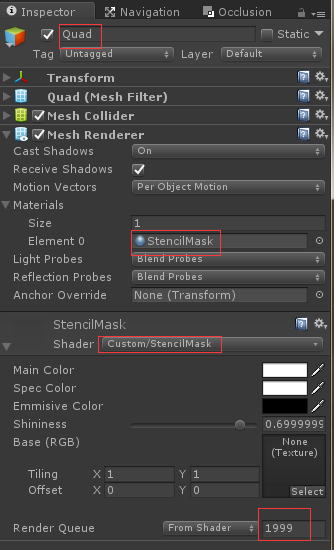 Inspector Navigation Occlusion
Quad Static
Tag Untagged Layer Default
Transform
Quad (Mesh Filter)
Mesh Collider
Mesh Renderer
Cast Shadows On
Receive Shadows
Motion Vectors Per Object Motion
Materials
Size 1
Element 0 StencilMask
Light Probes Blend Probes
Reflection Probes Blend Probes
Anchor Override None (Transform)
StencilMask
Shader Custom/StencilMask
Main Color
Spec Color
Emmisive Color
Shininess 0.6999999
Base (RGB) None
(Texture)
Tiling X 1 Y 1
Offset X 0 Y 0
Select
Render Queue From Shader 1999